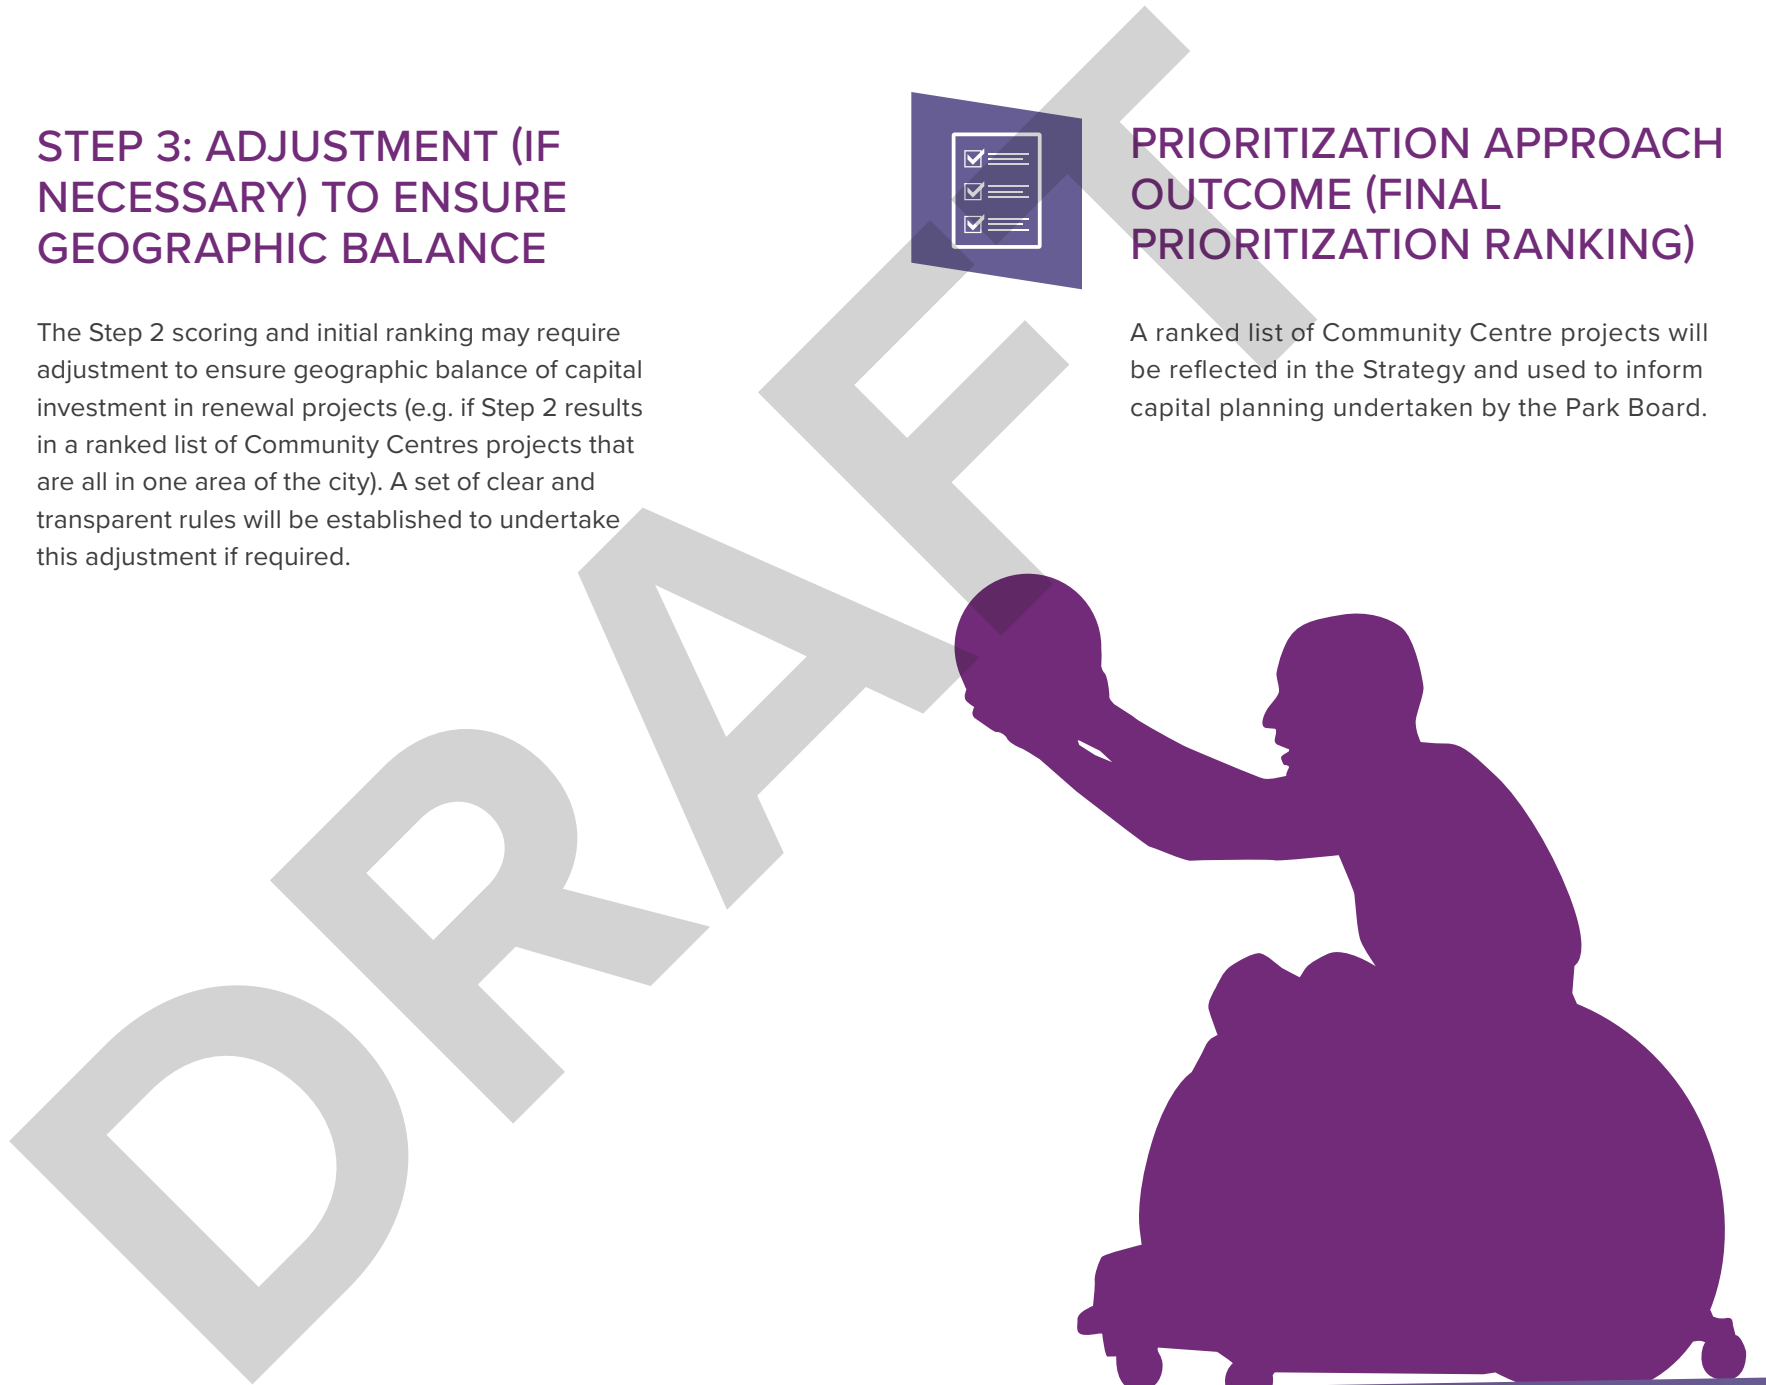 STEP 3: ADJUSTMENT (IF
NECESSARY) TO ENSURE
GEOGRAPHIC BALANCE
The Step 2 scoring and initial ranking may require
adjustment to ensure geographic balance of capital
investment in renewal projects (e.g. if Step 2 results
in a ranked list of Community Centres projects that
are all in one area of the city). A set of clear and
transparent rules will be established to undertake
this adjustment if required.
PRIORITIZATION APPROACH
OUTCOME (FINAL
PRIORITIZATION RANKING)
A ranked list of Community Centre projects will
be reflected in the Strategy and used to inform
capital planning undertaken by the Park Board.
DRAFT